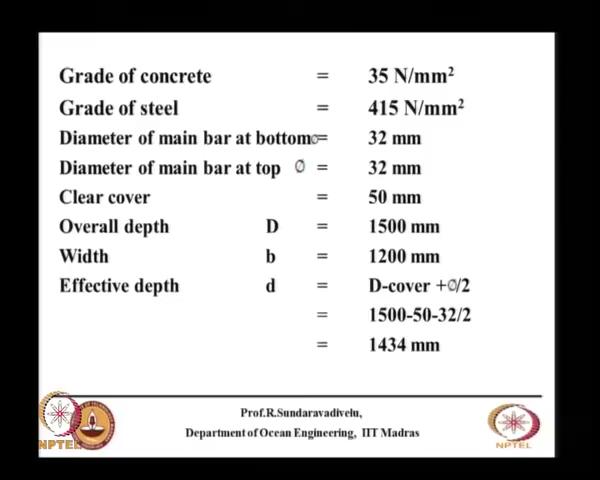 Grade of concrete = 35 N/mm²
Grade of steel = 415 N/mm²
Diameter of main bar at bottom∅= 32 mm
Diameter of main bar at top ∅ = 32 mm
Clear cover = 50 mm
Overall depth D = 1500 mm
Width b = 1200 mm
Effective depth d = D-cover +∅/2
= 1500-50-32/2
= 1434 mm
Prof.R.Sundaravadivelu,
Department of Ocean Engineering, IIT Madras
NPTEL
NPTEL